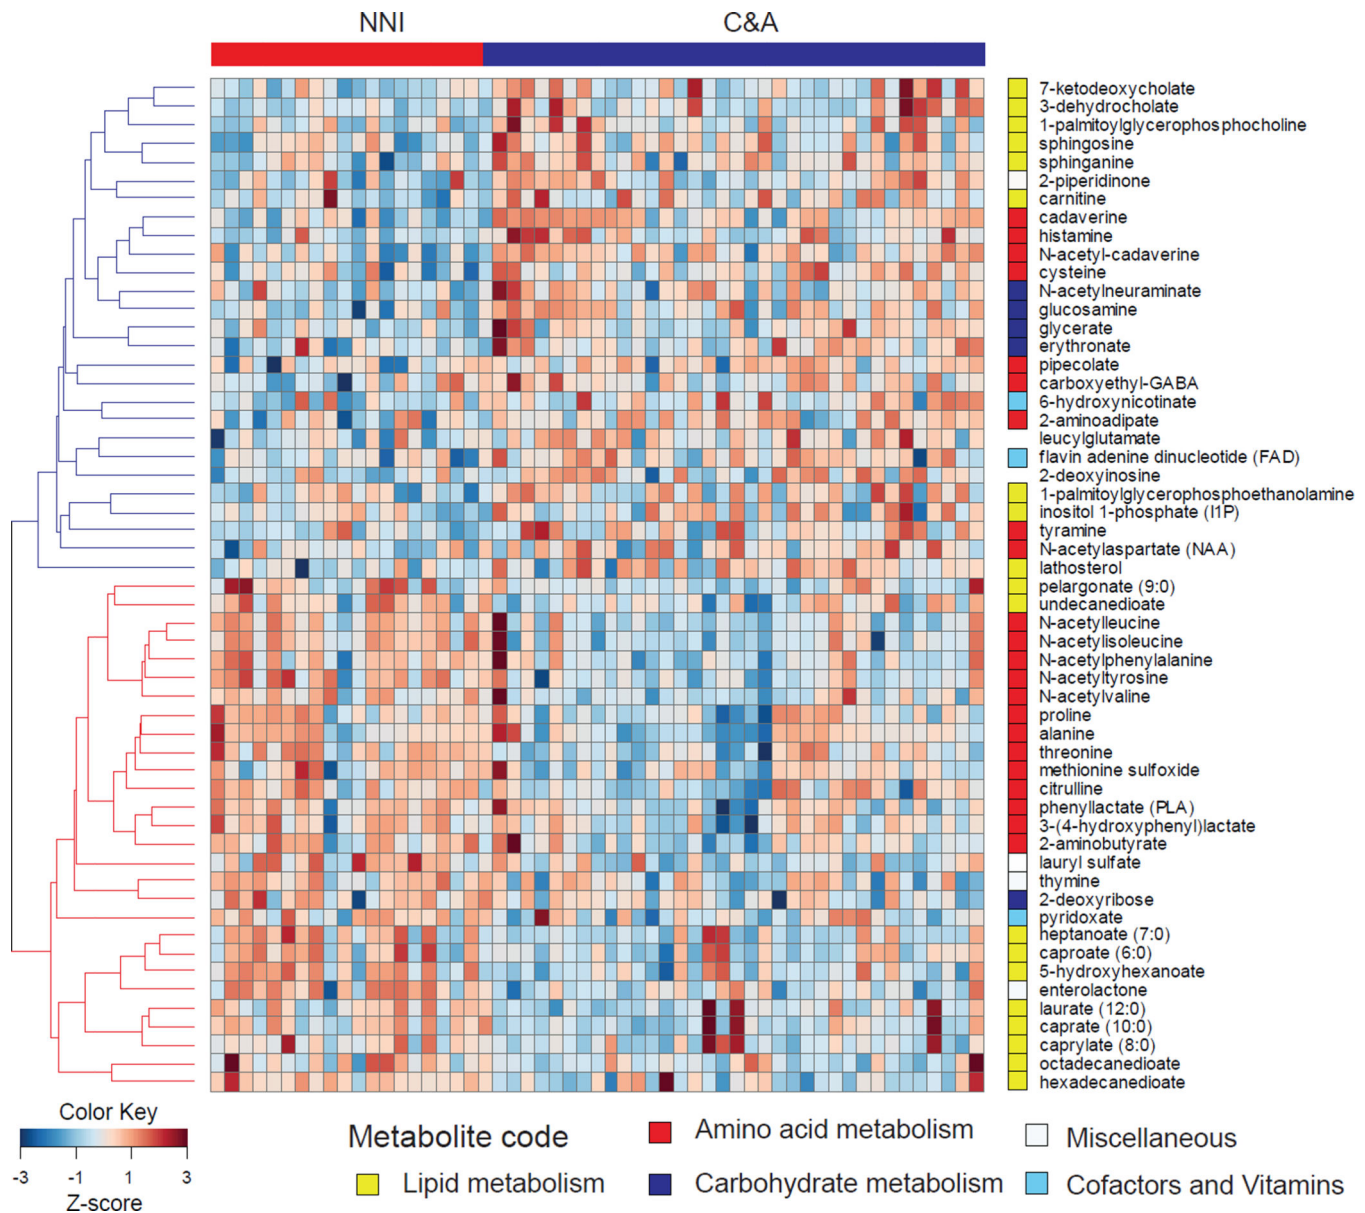 NNI
C&A
7-ketodeoxycholate
3-dehydrocholate
1-palmitoylglycerophosphocholine
sphingosine
sphinganine
2-piperidinone
carnitine
cadaverine
histamine
N-acetyl-cadaverine
cysteine
N-acetylneuraminate
glucosamine
glycerate
erythronate
pipecolate
carboxyethyl-GABA
6-hydroxynicotinate
2-aminoadipate
leucylglutamate
flavin adenine dinucleotide (FAD)
2-deoxyinosine
1-palmitoylglycerophosphoethanolamine
inositol 1-phosphate (I1P)
tyramine
N-acetylaspartate (NAA)
lathosterol
pelargonate (9:0)
undecanedioate
N-acetylleucine
N-acetylisoleucine
N-acetylphenylalanine
N-acetyltyrosine
N-acetylvaline
proline
alanine
threonine
methionine sulfoxide
citrulline
phenyllactate (PLA)
3-(4-hydroxyphenyl)lactate
2-aminobutyrate
lauryl sulfate
thymine
2-deoxyribose
pyridoxate
heptanoate (7:0)
caproate (6:0)
5-hydroxyhexanoate
enterolactone
laurate (12:0)
caprate (10:0)
caprylate (8:0)
octadecanedioate
hexadecanedioate
Color Key
-3 -1 1 3
Z-score
Metabolite code
Amino acid metabolism
Miscellaneous
Lipid metabolism
Carbohydrate metabolism
Cofactors and Vitamins